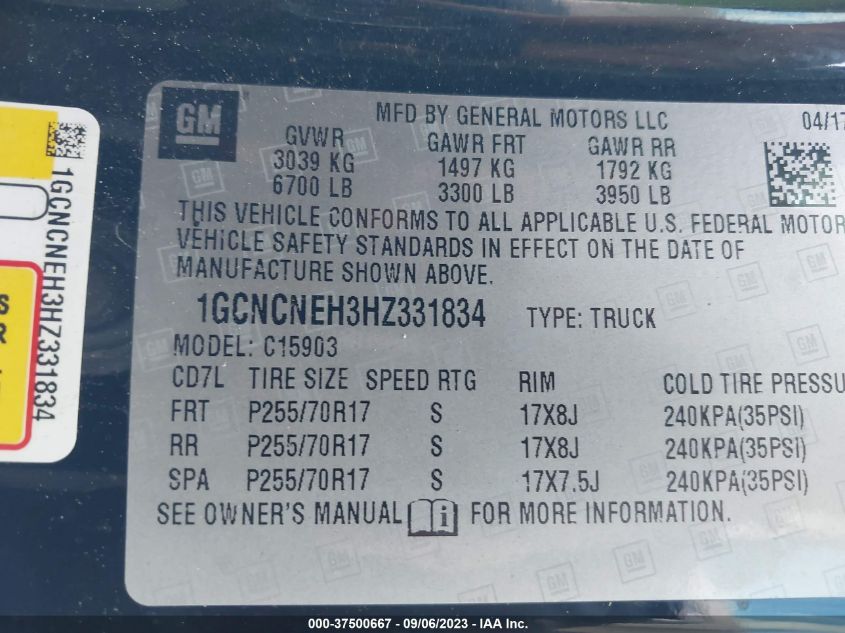 GM
MFD BY GENERAL MOTORS LLC 04/17
GVWR GAWR FRT GAWR RR
3039 KG 1497 KG 1792 KG
6700 LB 3300 LB 3950 LB
THIS VEHICLE CONFORMS TO ALL APPLICABLE U.S. FEDERAL MOTOR
VEHICLE SAFETY STANDARDS IN EFFECT ON THE DATE OF
MANUFACTURE SHOWN ABOVE.
1GCNCNEH3HZ331834 TYPE: TRUCK
MODEL: C15903
CD7L TIRE SIZE SPEED RTG RIM COLD TIRE PRESSU
FRT P255/70R17 S 17X8J 240KPA(35PSI)
RR P255/70R17 S 17X8J 240KPA(35PSI)
SPA P255/70R17 S 17X7.5J 240KPA(35PSI)
SEE OWNER'S MANUAL i FOR MORE INFORMATION.
1GCNCNEH3HZ331834
S
R
000-37500667 - 09/06/2023 - IAA Inc.